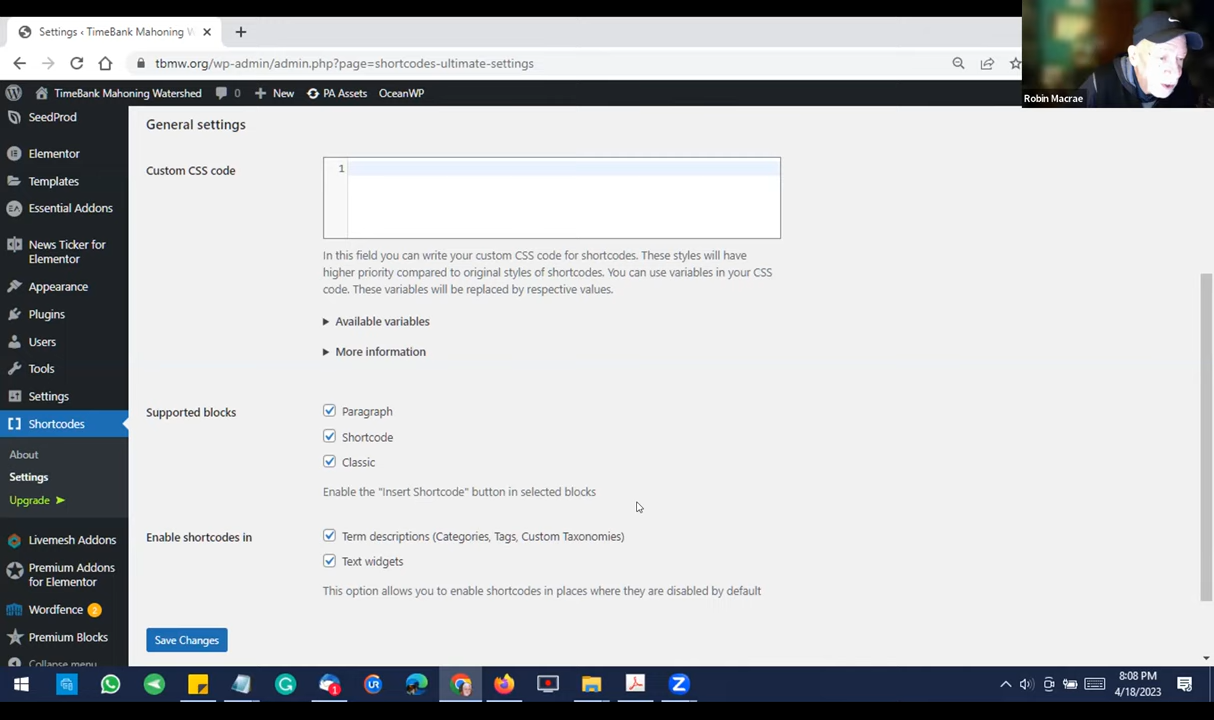 Settings ‹ TimeBank Mahoning W
tbmw.org/wp-admin/admin.php?page=shortcodes-ultimate-settings
Robin Macrae
TimeBank Mahoning Watershed
0
New
PA Assets
OceanWP
SeedProd
Elementor
Templates
Essential Addons
News Ticker for
Elementor
Appearance
Plugins
Users
Tools
Settings
Shortcodes
About
Settings
Upgrade ➤
Livemesh Addons
Premium Addons
for Elementor
Wordfence 2
Premium Blocks
Collapse menu
General settings
Custom CSS code
1
In this field you can write your custom CSS code for shortcodes. These styles will have
higher priority compared to original styles of shortcodes. You can use variables in your CSS
code. These variables will be replaced by respective values.
Available variables
More information
Supported blocks
Paragraph
Shortcode
Classic
Enable the "Insert Shortcode" button in selected blocks
Enable shortcodes in
Term descriptions (Categories, Tags, Custom Taxonomies)
Text widgets
This option allows you to enable shortcodes in places where they are disabled by default
Save Changes
8:08 PM
4/18/2023